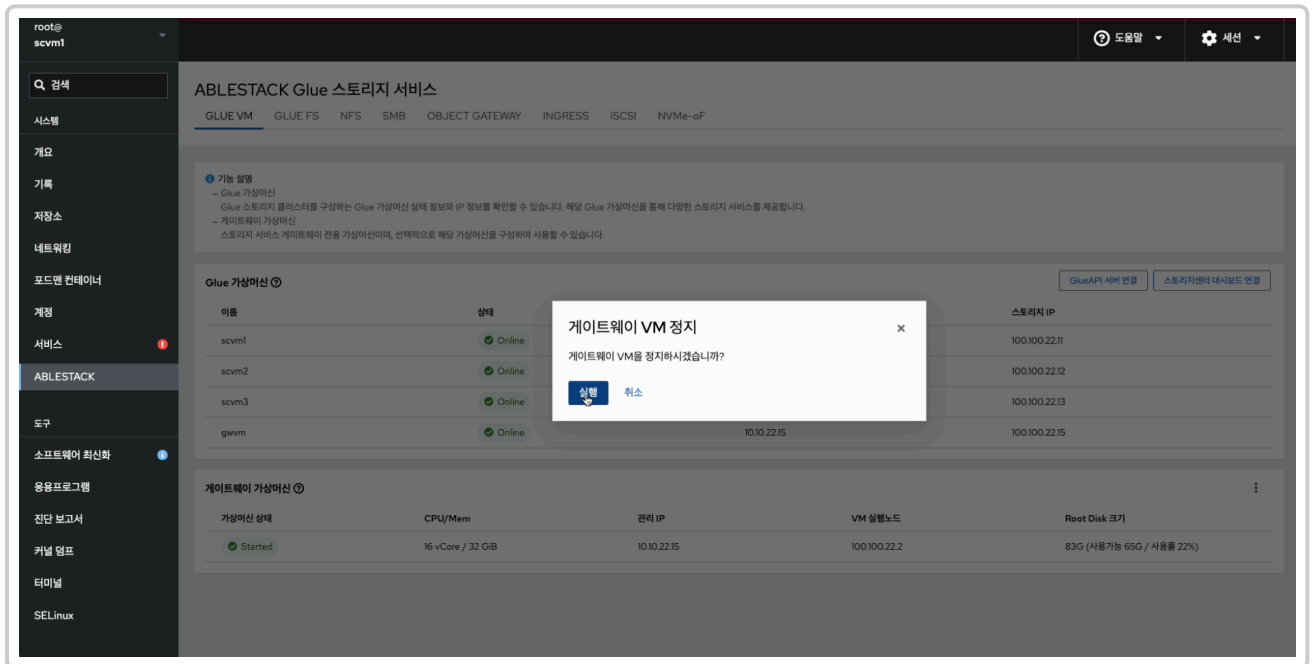 root@
scvm1
도움말
세션
검색
시스템
개요
기록
저장소
네트워킹
포드맨 컨테이너
계정
서비스
ABLESTACK
도구
소프트웨어 최신화
응용프로그램
진단 보고서
커널 덤프
터미널
SELinux
ABLESTACK Glue 스토리지 서비스
GLUE VM GLUE FS NFS SMB OBJECT GATEWAY INGRESS iSCSI NVMe-oF
기능 설명
– Glue 가상머신
Glue 스토리지 클러스터를 구성하는 Glue 가상머신 상태 정보와 IP 정보를 확인할 수 있습니다. 해당 Glue 가상머신을 통해 다양한 스토리지 서비스를 제공합니다.
– 게이트웨이 가상머신
스토리지 서비스 게이트웨이 전용 가상머신이며, 선택적으로 해당 가상머신을 구성하여 사용할 수 있습니다.
Glue 가상머신
GlueAPI 서버 연결 스토리지센터 대시보드 연결
이름 상태 스토리지 IP
scvm1 Online 100.100.22.11
scvm2 Online 100.100.22.12
scvm3 Online 100.100.22.13
gwvm Online 10.10.22.15 100.100.22.15
게이트웨이 VM 정지 ×
게이트웨이 VM을 정지하시겠습니까?
실행 취소
게이트웨이 가상머신
가상머신 상태 CPU/Mem 관리 IP VM 실행노드 Root Disk 크기
Started 16 vCore / 32 GiB 10.10.22.15 100.100.22.2 83G (사용가능 65G / 사용률 22%)